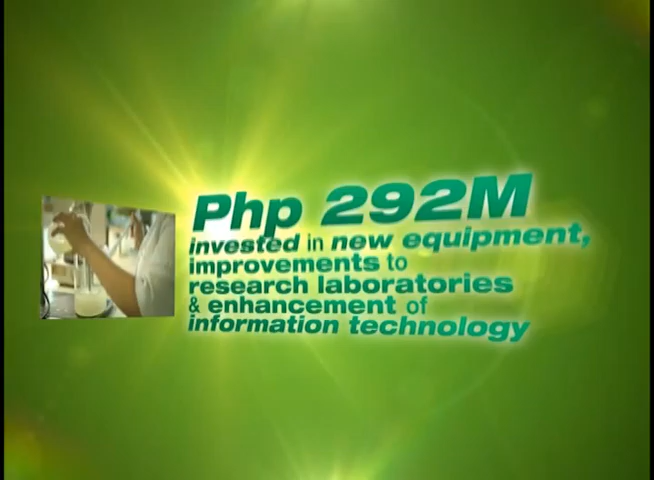 Php 292M
invested in new equipment,
improvements to
research laboratories
& enhancement of
information technology